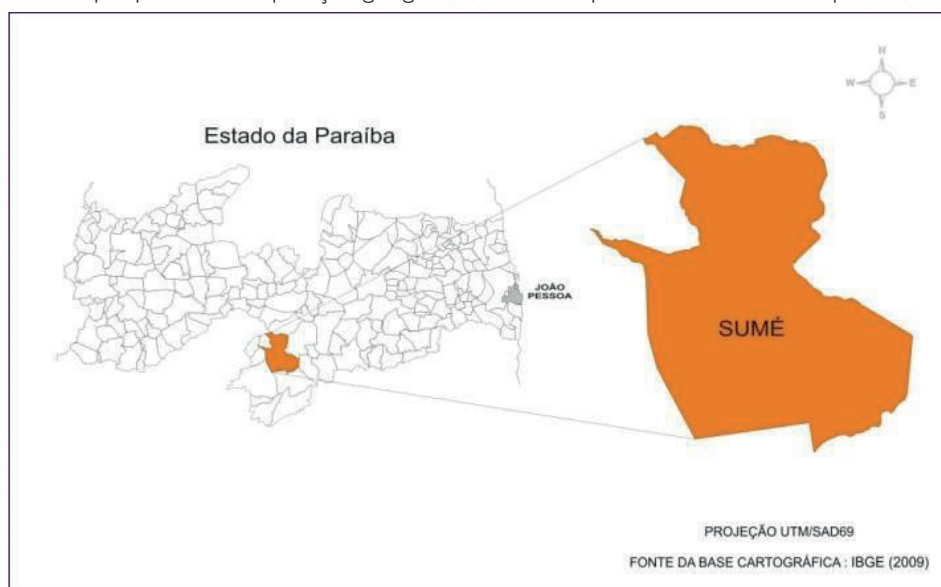 N
W E
S
Estado da Paraíba
JOÃO
PESSOA
SUMÉ
PROJEÇÃO UTM/SAD69
FONTE DA BASE CARTOGRÁFICA : IBGE (2009)